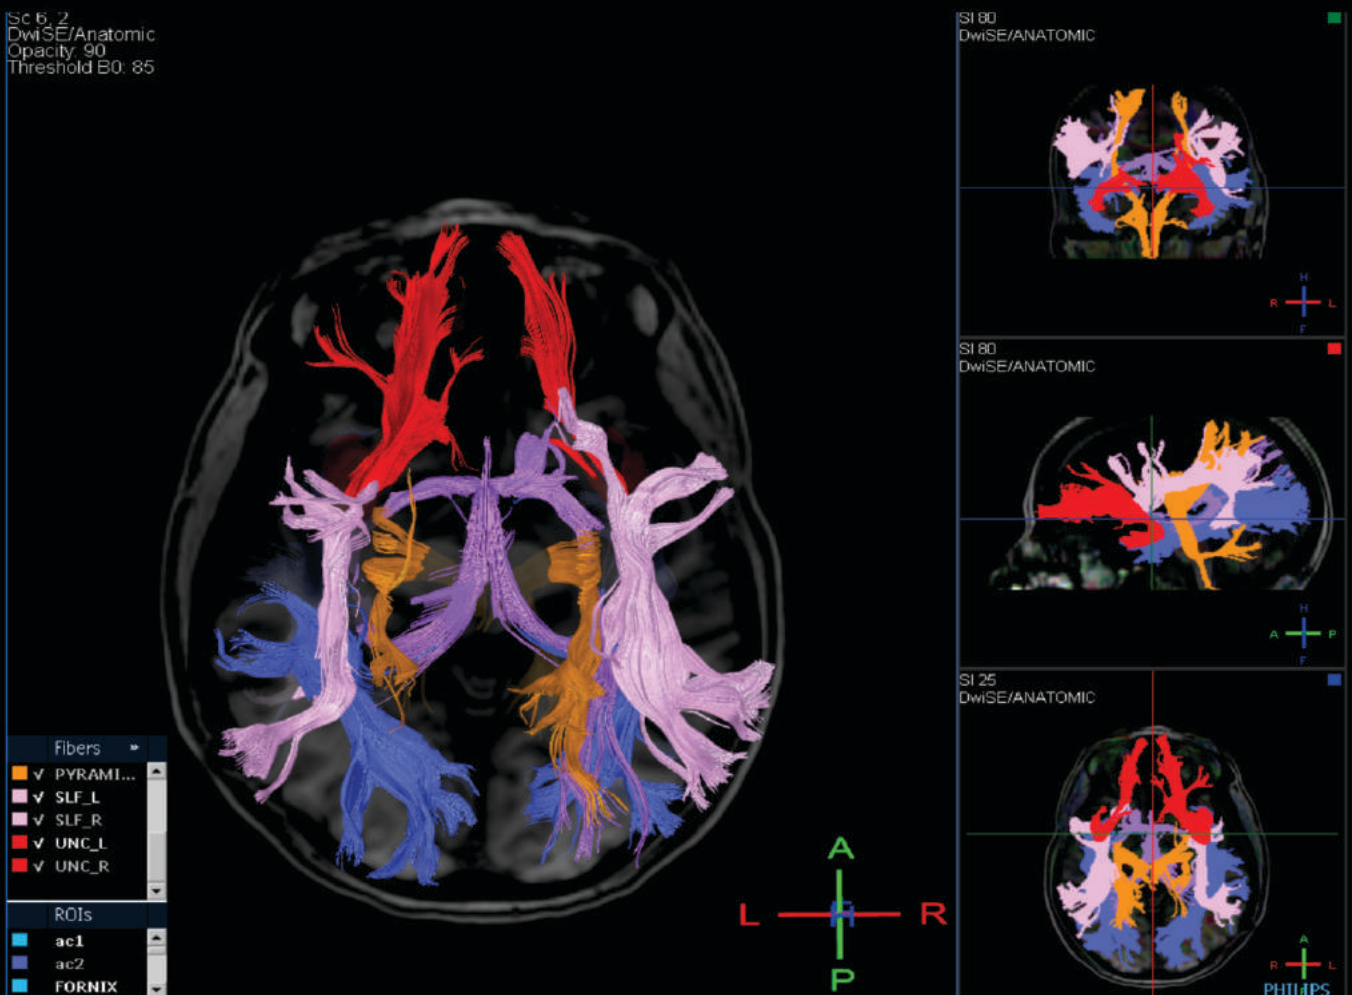 Sc 6, 2
DwiSE/Anatomic
Opacity: 90
Threshold B0: 85
Fibers »
√ PYRAMI...
√ SLF_L
√ SLF_R
√ UNC_L
√ UNC_R
ROIs
ac1
ac2
FORNIX
A
L H R
P
SI 80
DwiSE/ANATOMIC
H
R L
F
SI 80
DwiSE/ANATOMIC
H
A P
F
SI 25
DwiSE/ANATOMIC
A
R L
PHILIPS